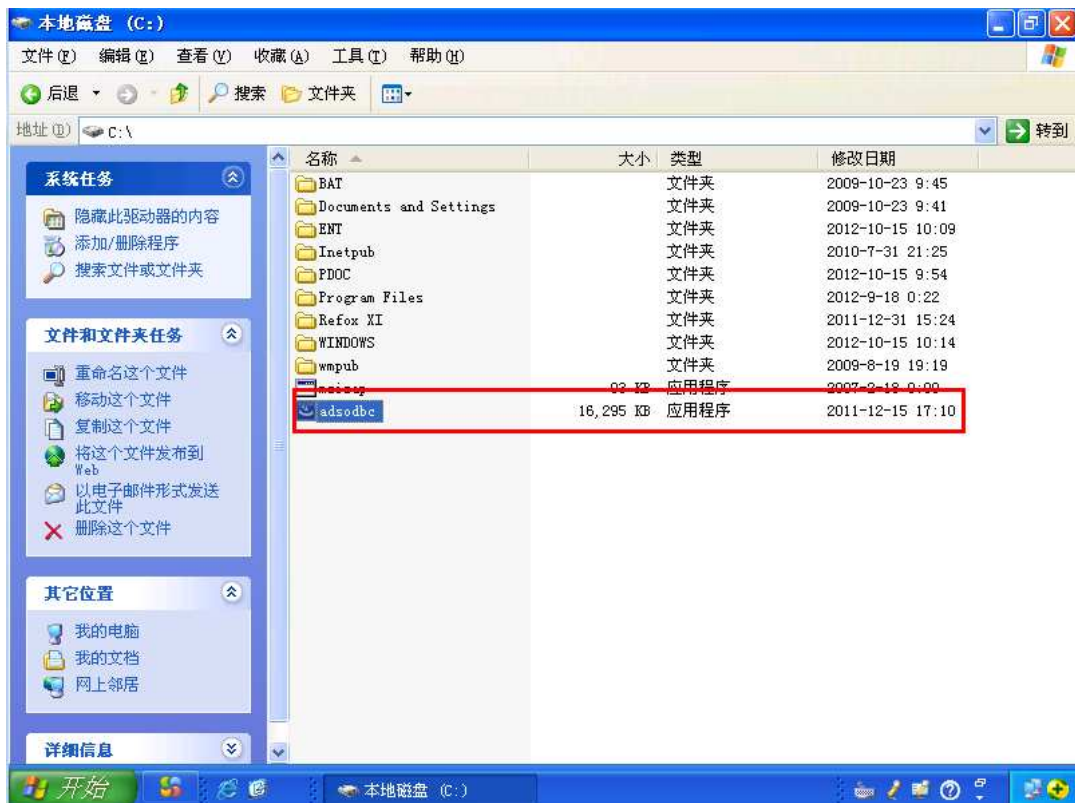 本地磁盘 (C:)
文件(F) 编辑(E) 查看(V) 收藏(A) 工具(T) 帮助(H)
后退 搜索 文件夹
地址(D) C:\ 转到
系统任务
隐藏此驱动器的内容
添加/删除程序
搜索文件或文件夹
文件和文件夹任务
重命名这个文件
移动这个文件
复制这个文件
将这个文件发布到
Web
以电子邮件形式发送
此文件
删除这个文件
其它位置
我的电脑
我的文档
网上邻居
详细信息
名称 大小 类型 修改日期
BAT 文件夹 2009-10-23 9:45
Documents and Settings 文件夹 2009-10-23 9:41
ENT 文件夹 2012-10-15 10:09
Inetpub 文件夹 2010-7-31 21:25
PDOC 文件夹 2012-10-15 9:54
Program Files 文件夹 2012-9-18 0:22
Refox XI 文件夹 2011-12-31 15:24
WINDOWS 文件夹 2012-10-15 10:14
wmpub 文件夹 2009-8-19 19:19
应用程序
adsodbc 16,295 KB 应用程序 2011-12-15 17:10
开始 本地磁盘 (C:)